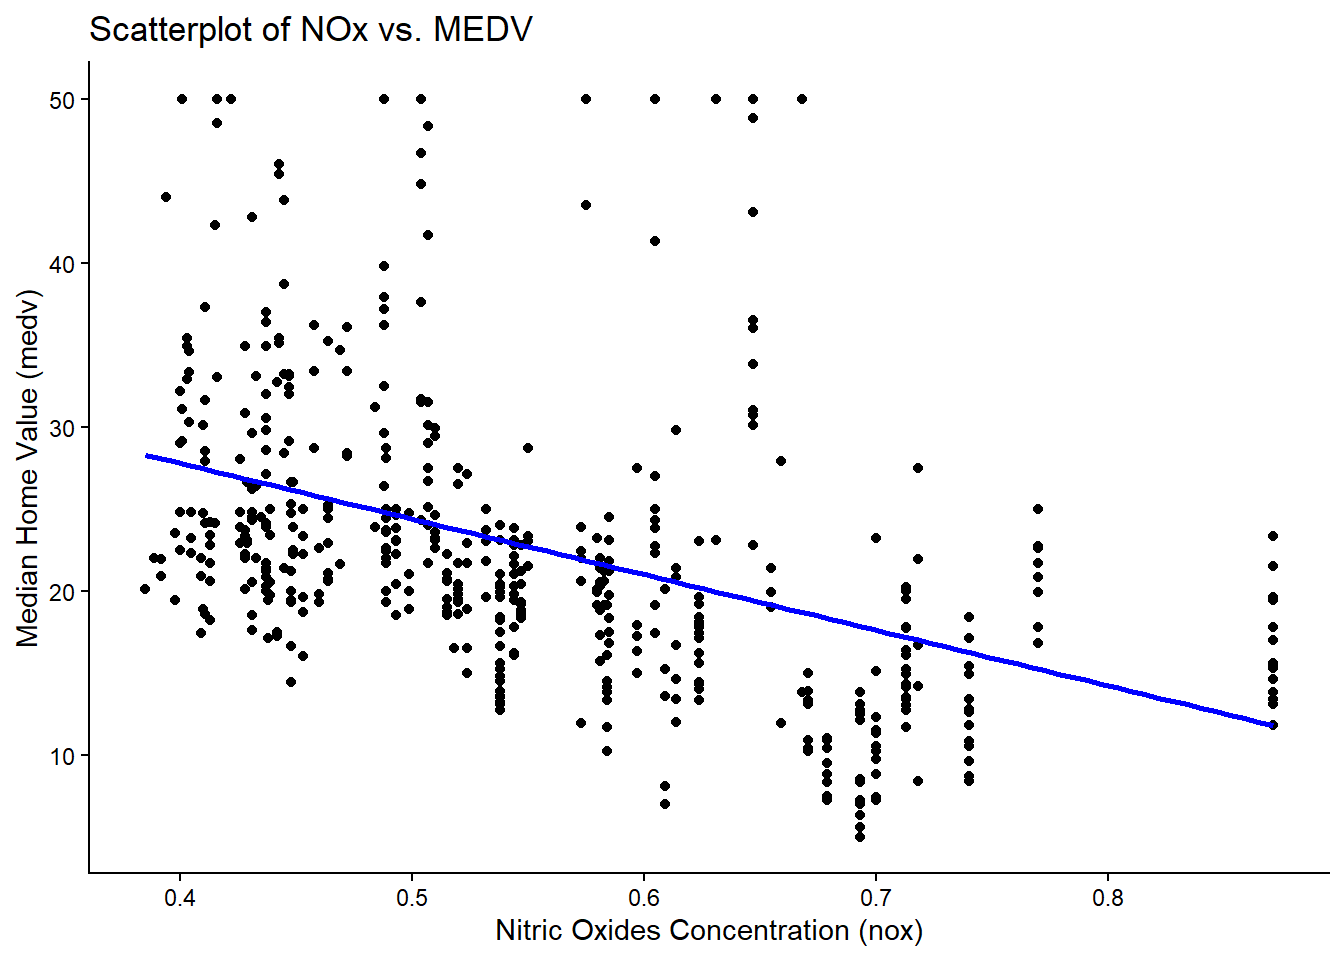 Scatterplot of NOx vs. MEDV
Median Home Value (medv)
50
40
30
20
10
0.4 0.5 0.6 0.7 0.8
Nitric Oxides Concentration (nox)